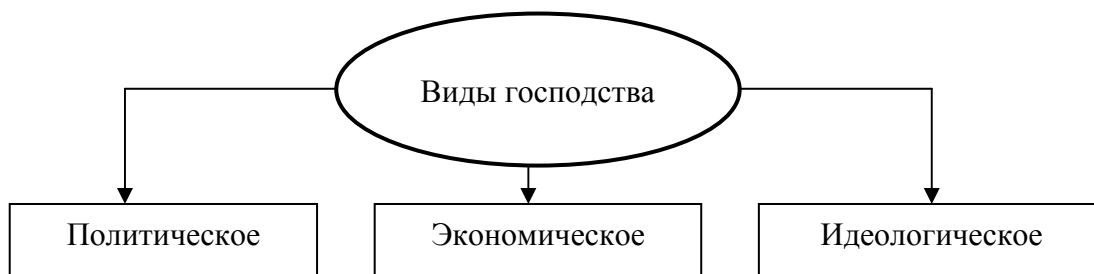 Виды господства
Политическое
Экономическое
Идеологическое